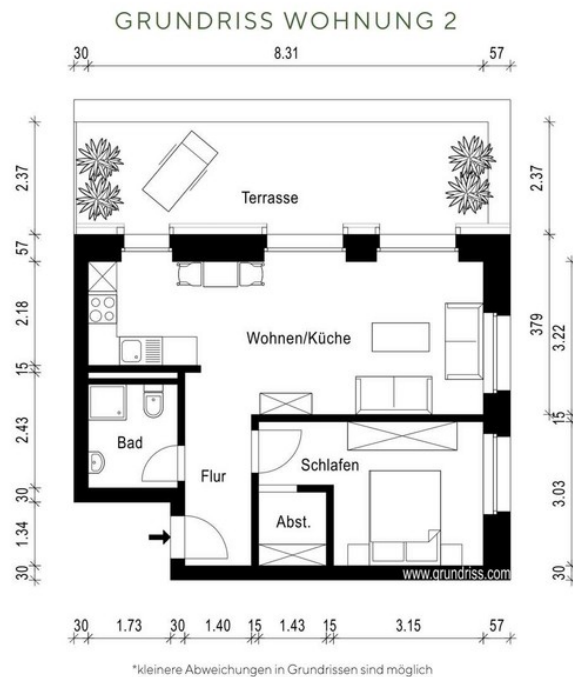 GRUNDRISS WOHNUNG 2
30 8.31 57
2.37
57
2.18
15
2.43
30
1.34
30
2.37
379
3.22
15
3.03
30
Terrasse
Wohnen/Küche
Bad
Flur
Schlafen
Abst.
www.grundriss.com
30 1.73 30 1.40 15 1.43 15 3.15 57
*kleinere Abweichungen in Grundrissen sind möglich